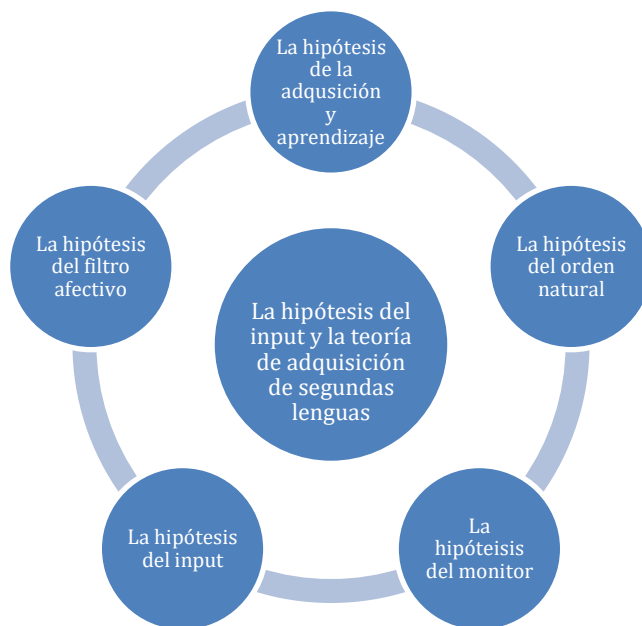 La hipótesis
de la
adqusición
y
aprendizaje
La hipótesis
del orden
natural
La
hipóteisis
del monitor
La hipótesis
del input
La hipótesis
del filtro
afectivo
La hipótesis del
input y la teoría
de adquisición
de segundas
lenguas